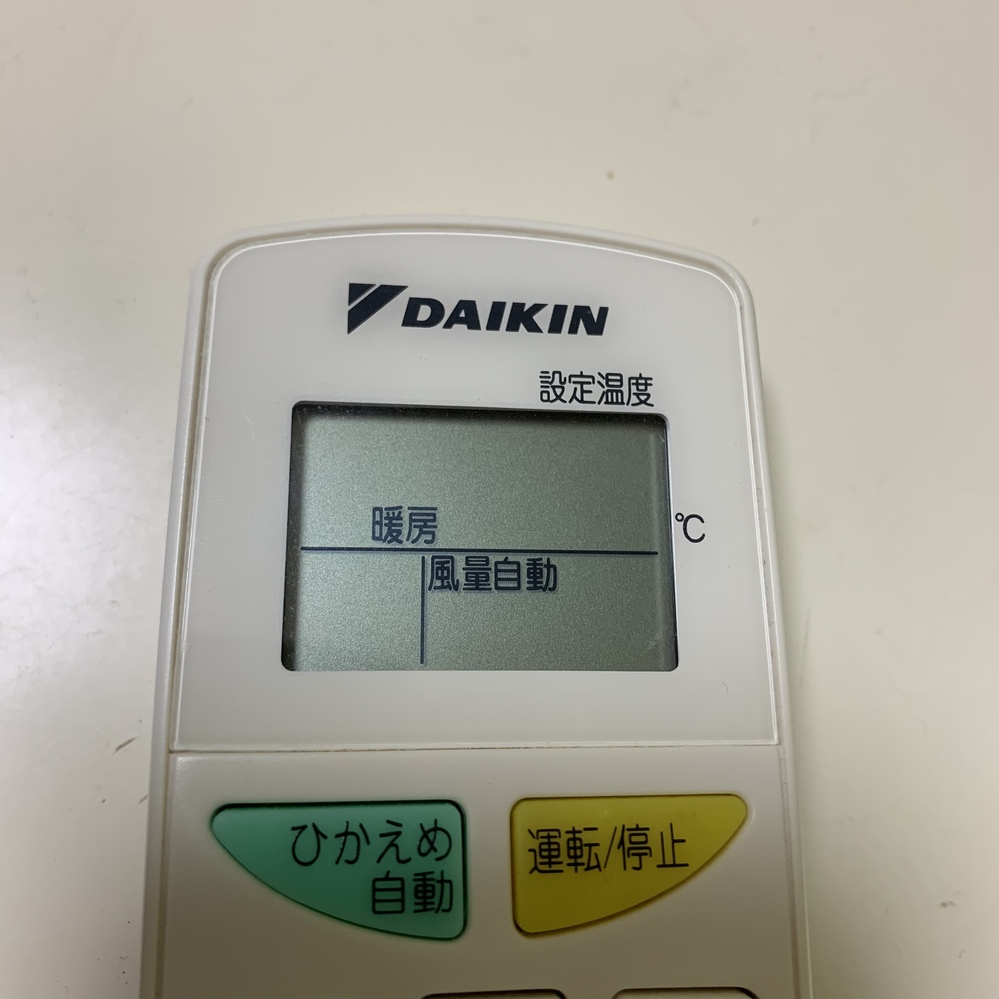 DAIKIN
設定温度
暖房
℃
風量自動
ひかえめ
自動
運転/停止